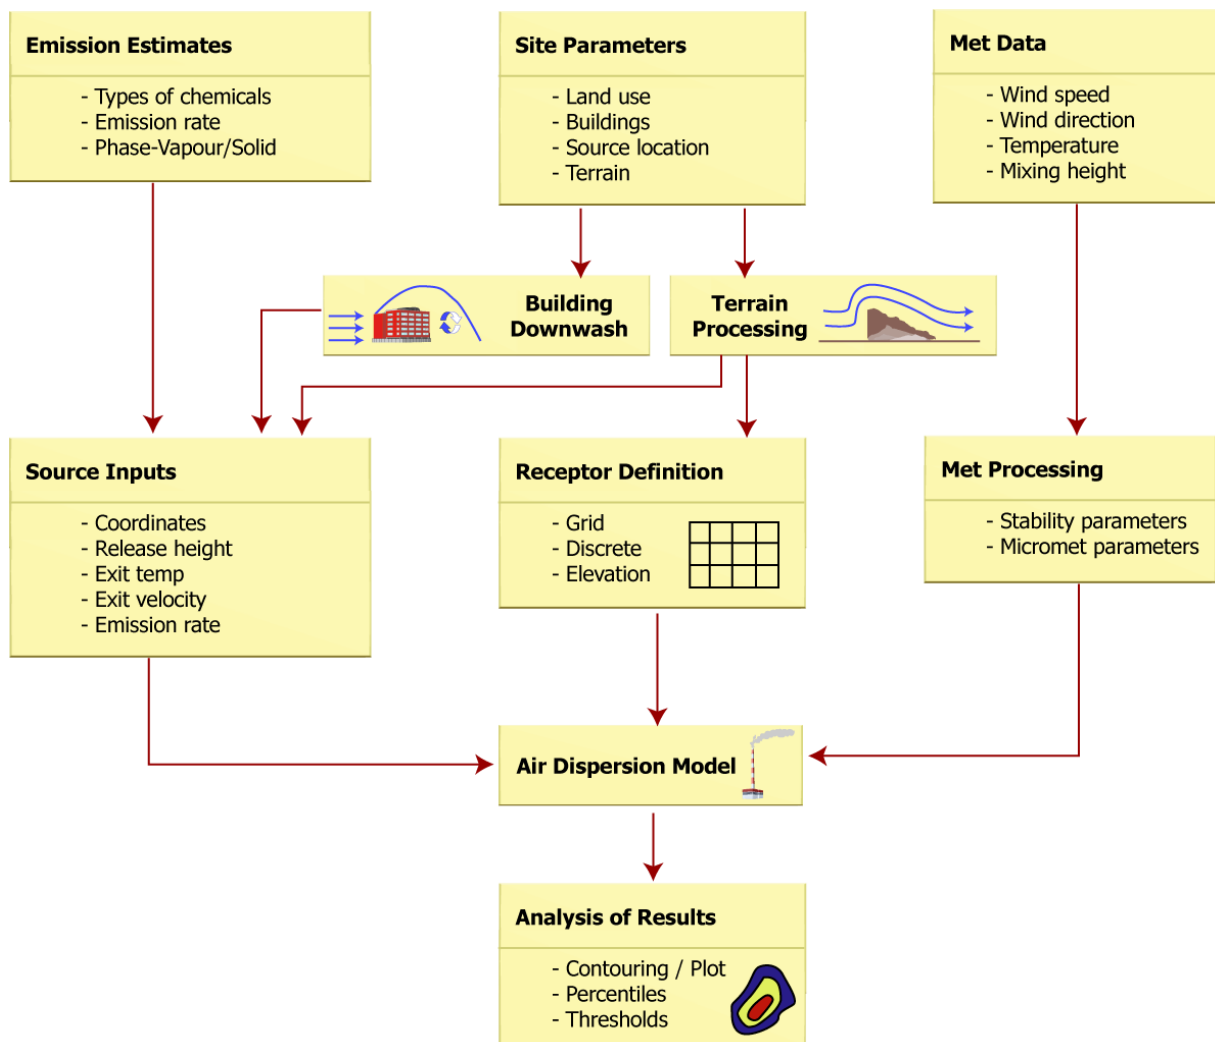 Emission Estimates
- Types of chemicals
- Emission rate
- Phase-Vapour/Solid
Site Parameters
- Land use
- Buildings
- Source location
- Terrain
Met Data
- Wind speed
- Wind direction
- Temperature
- Mixing height
Building
Downwash
Terrain
Processing
Source Inputs
- Coordinates
- Release height
- Exit temp
- Exit velocity
- Emission rate
Receptor Definition
- Grid
- Discrete
- Elevation
Met Processing
- Stability parameters
- Micromet parameters
Air Dispersion Model
Analysis of Results
- Contouring / Plot
- Percentiles
- Thresholds